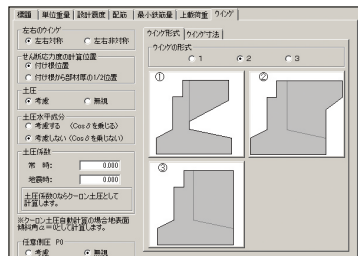 標題 単位重量 設計震度 配筋 最小鉄筋量 上載荷重 ウイング
左右のウイング
左右対称 左右非対称
せん断応力度の計算位置
付け根位置
付け根から部材厚の1/2位置
土圧
考慮 無視
土圧水平成分
考慮する (Cosδを乗じる)
考慮しない (Cosδを乗じない)
土圧係数
常 時: 0.000
地震時: 0.000
土圧係数0ならクーロン土圧として
計算します。
※クーロン土圧自動計算の場合地表面
傾斜角α=0として計算します。
任意側圧 P0
考慮 無視
ウイング形式 ウイング寸法
ウイングの形式
1 2 3
①
②
③